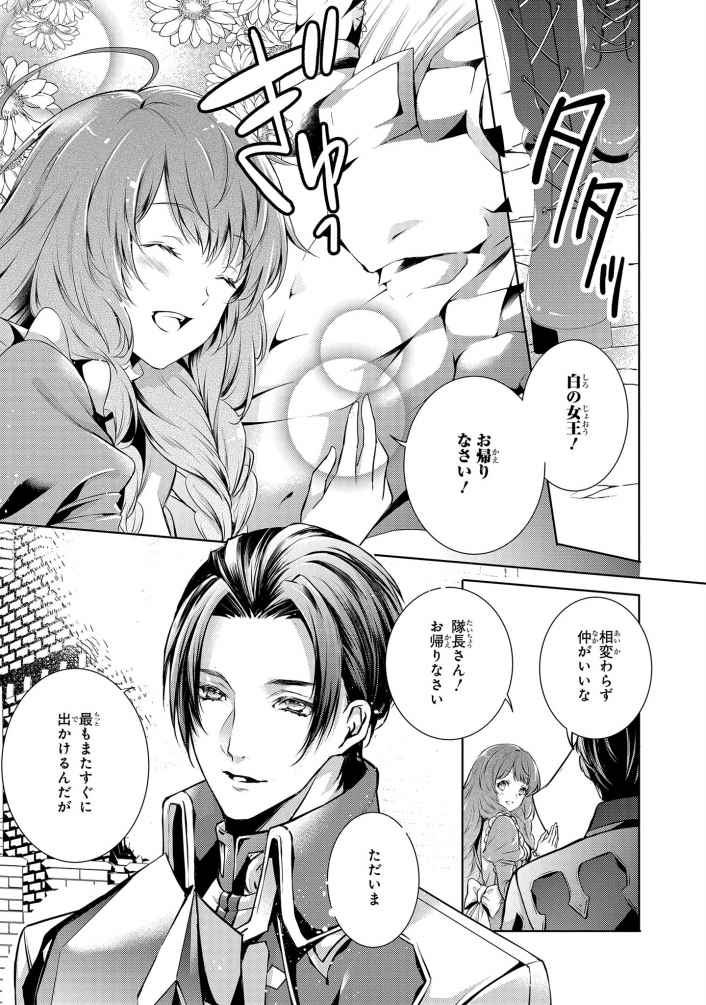 タタタッ
白の女王!
お帰り
なさい!
ぎゅっ
相変わらず
仲がいいな
隊長さん!
お帰りなさい
ただいま
最もまたすぐに
出かけるんだが